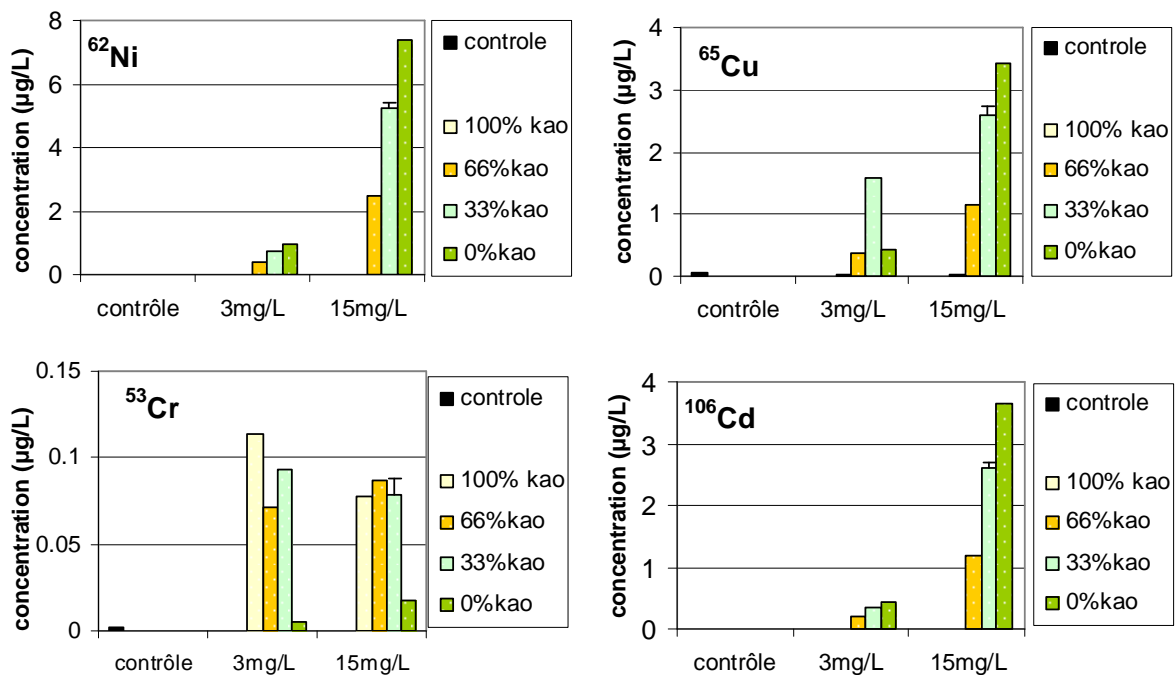 concentration (µg/L)
8
6
4
2
0
⁶²Ni
contrôle 3mg/L 15mg/L
controle
100% kao
66%kao
33%kao
0%kao
concentration (µg/L)
4
3
2
1
0
⁶⁵Cu
contrôle 3mg/L 15mg/L
controle
100% kao
66%kao
33%kao
0%kao
concentration (µg/L)
0.15
0.1
0.05
0
⁵³Cr
contrôle 3mg/L 15mg/L
controle
100% kao
66%kao
33%kao
0%kao
concentration (µg/L)
4
3
2
1
0
¹⁰⁶Cd
contrôle 3mg/L 15mg/L
controle
100% kao
66%kao
33%kao
0%kao